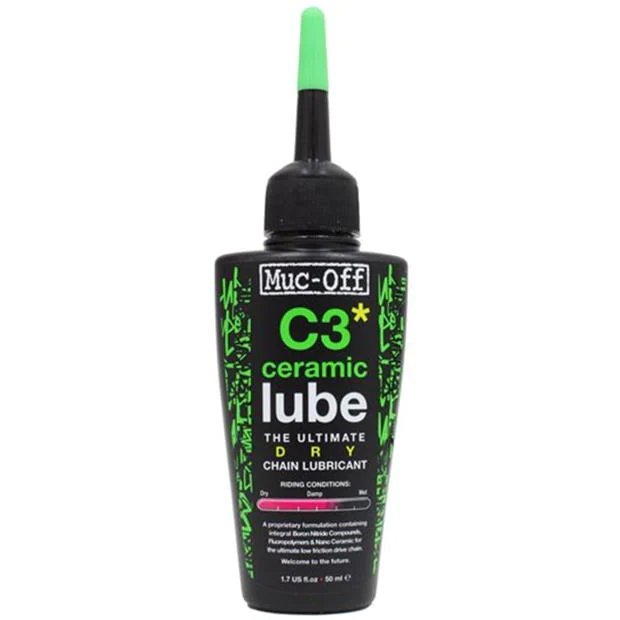 Muc-Off
C3*
ceramic
lube
THE ULTIMATE
DRY
CHAIN LUBRICANT
RIDING CONDITIONS:
Dry Damp Wet
A proprietary formulation containing
integral Boron Nitride Compounds,
Fluoropolymers & Nano Ceramic for
the ultimate low friction drive chain.
Welcome to the future.
1.7 US fl.oz • 50 ml ℮